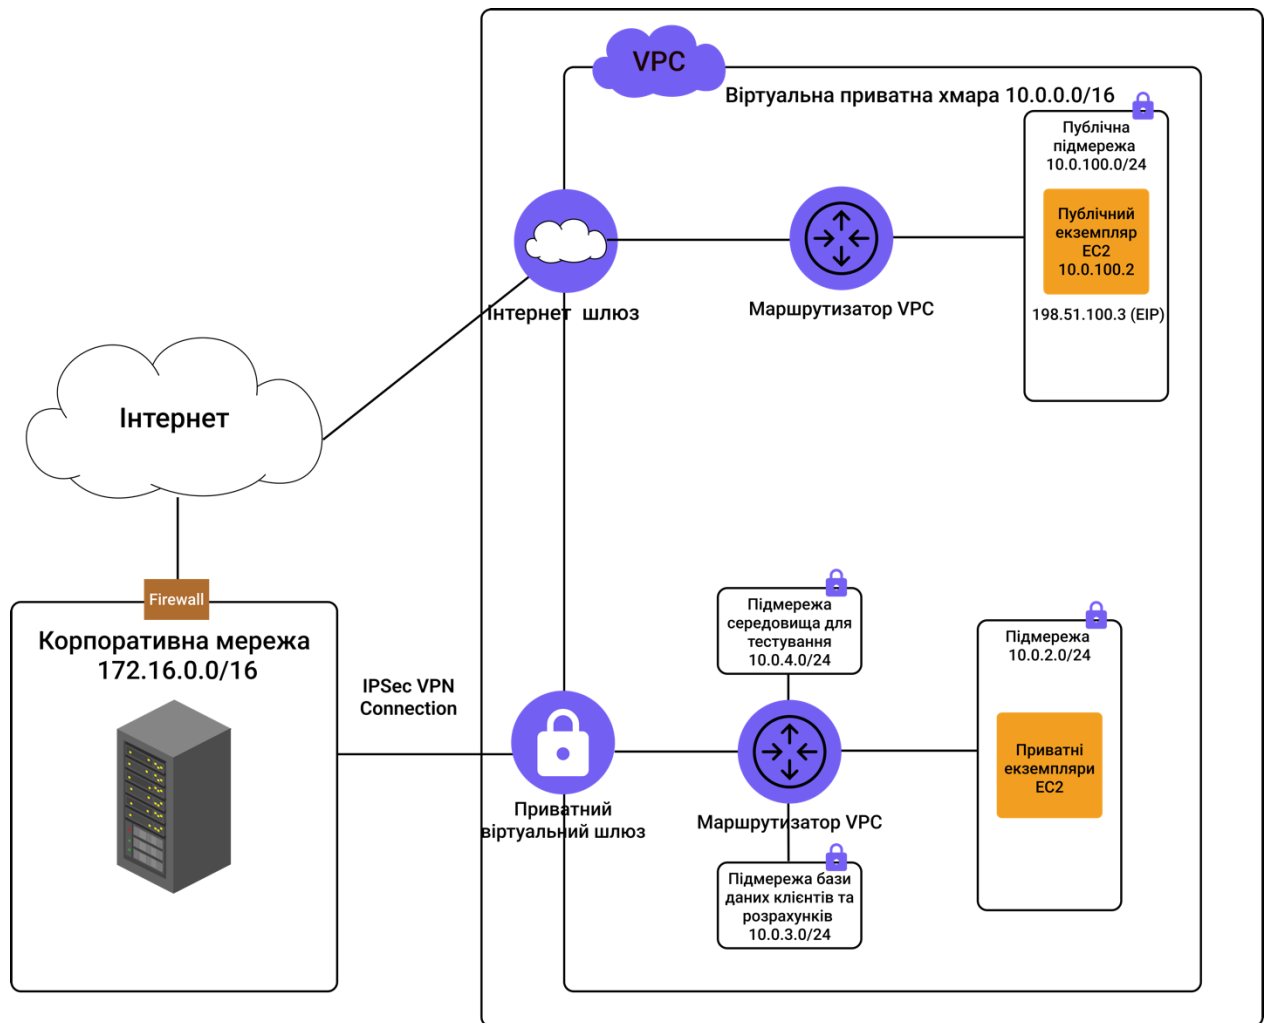 VPC
Віртуальна приватна хмара 10.0.0.0/16
Публічна
підмережа
10.0.100.0/24
Публічний
екземпляр
EC2
10.0.100.2
198.51.100.3 (EIP)
Інтернет шлюз
Маршрутизатор VPC
Інтернет
Firewall
Корпоративна мережа
172.16.0.0/16
IPSec VPN
Connection
Приватний
віртуальний шлюз
Підмережа
середовища для
тестування
10.0.4.0/24
Маршрутизатор VPC
Підмережа бази
даних клієнтів та
розрахунків
10.0.3.0/24
Підмережа
10.0.2.0/24
Приватні
екземпляри
EC2